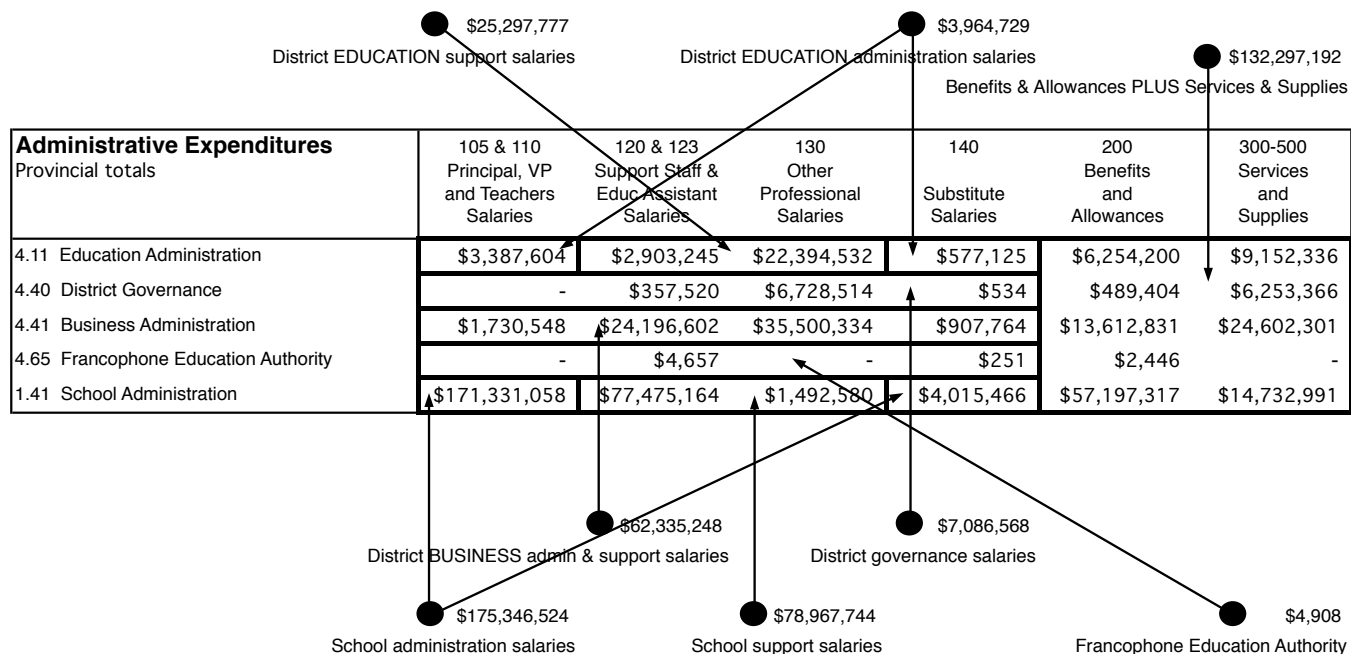 $25,297,777
District EDUCATION support salaries
$3,964,729
District EDUCATION administration salaries
$132,297,192
Benefits & Allowances PLUS Services & Supplies
Administrative Expenditures
Provincial totals
105 & 110
Principal, VP
and Teachers
Salaries
120 & 123
Support Staff &
Educ Assistant
Salaries
130
Other
Professional
Salaries
140
Substitute
Salaries
200
Benefits
and
Allowances
300-500
Services
and
Supplies
4.11 Education Administration $3,387,604 $2,903,245 $22,394,532 $577,125 $6,254,200 $9,152,336
4.40 District Governance - $357,520 $6,728,514 $534 $489,404 $6,253,366
4.41 Business Administration $1,730,548 $24,196,602 $35,500,334 $907,764 $13,612,831 $24,602,301
4.65 Francophone Education Authority - $4,657 - $251 $2,446 -
1.41 School Administration $171,331,058 $77,475,164 $1,492,580 $4,015,466 $57,197,317 $14,732,991
$62,335,248
District BUSINESS admin & support salaries
$7,086,568
District governance salaries
$175,346,524
School administration salaries
$78,967,744
School support salaries
$4,908
Francophone Education Authority